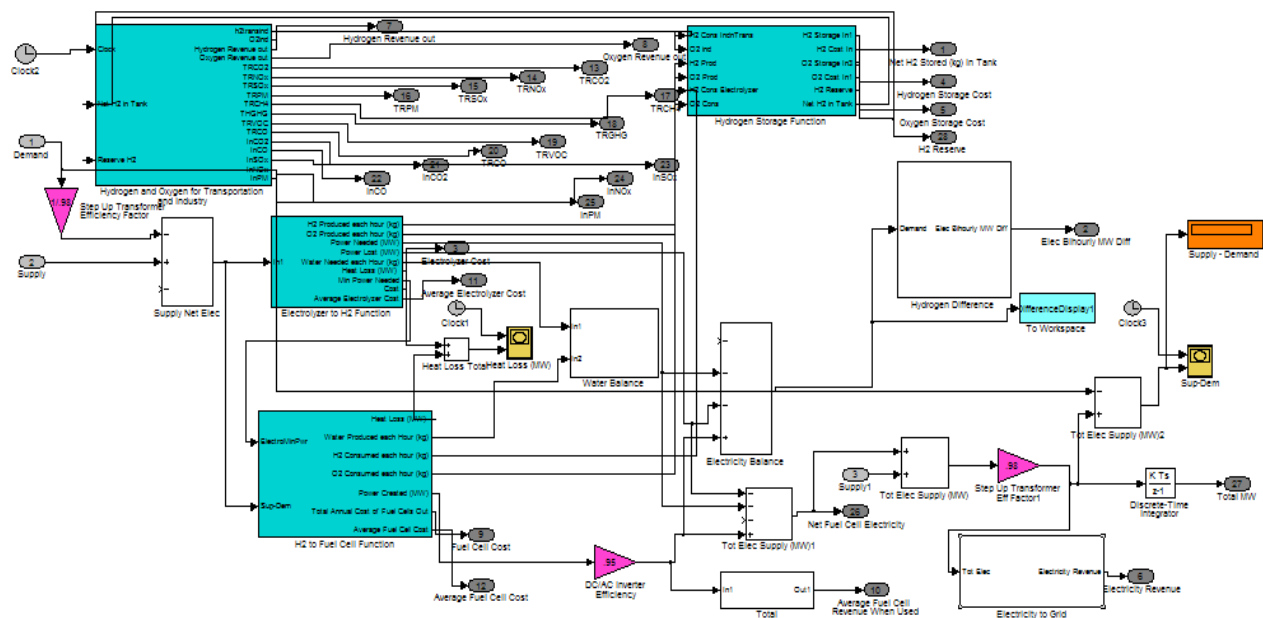 Clock2
Clock
Net H2 in Tank
Reserve H2
h2transind
O2ind
Hydrogen Revenue out
Oxygen Revenue out
TRCO2
TRNOx
TRSOx
TRPM
TRCH4
THGHG
TRVOC
TRCO
InCO2
InCO
InSOx
InNOx
InPM
Hydrogen and Oxygen for Transportation
and Industry
7
Hydrogen Revenue out
8
Oxygen Revenue out
13
TRCO2
14
TRNOx
15
TRSOx
16
TRPM
17
TRCH4
18
TRGHG
19
TRVOC
20
TRCO
21
InCO2
22
InCO
23
InSOx
24
InNOx
25
InPM
H2 Cons IndnTrans
O2 Ind
H2 Prod
O2 Prod
H2 Cons Electrolyzer
O2 Cons
H2 Storage In1
H2 Cost In
O2 Storage In2
O2 Cost In1
H2 Reserve
Net H2 in Tank
Hydrogen Storage Function
1
Net H2 Stored (kg) In Tank
4
Hydrogen Storage Cost
5
Oxygen Storage Cost
28
H2 Reserve
1
Demand
1/.98
Step Up Transformer
Efficiency Factor
2
Supply
Supply Net Elec
In1
H2 Produced each hour (kg)
O2 Produced each hour (kg)
Power Needed (MW)
Power Lost (MW)
Water Needed each Hour (kg)
Heat Loss (MW)
Min Power Needed
Cost
Average Electrolyzer Cost
Electrolyzer to H2 Function
3
Electrolyzer Cost
11
Average Electrolyzer Cost
Clock1
Heat Loss Total
Heat Loss (MW)
In1
In2
Water Balance
Electricity Balance
Demand
Elec Bihourly MW Diff
Hydrogen Difference
2
Elec Bihourly MW Diff
Supply - Demand
DifferenceDisplay1
To Workspace
Clock3
Sup-Dem
Tot Elec Supply (MW)2
ElectroMinPwr
Sup-Dem
Heat Loss (MW)
Water Produced each Hour (kg)
H2 Consumed each hour (kg)
O2 Consumed each hour (kg)
Power Created (MW)
Total Annual Cost of Fuel Cells Out
Average Fuel Cell Cost
H2 to Fuel Cell Function
9
Fuel Cell Cost
12
Average Fuel Cell Cost
.95
DC/AC Inverter
Efficiency
Tot Elec Supply (MW)1
26
Net Fuel Cell Electricity
3
Supply1
Tot Elec Supply (MW)
.98
Step Up Transformer
Eff Factor1
K Ts
z-1
Discrete-Time
Integrator
27
Total MW
In1
Out1
Total
10
Average Fuel Cell
Revenue When Used
Tot Elec
Electricity Revenue
Electricity to Grid
6
Electricity Revenue